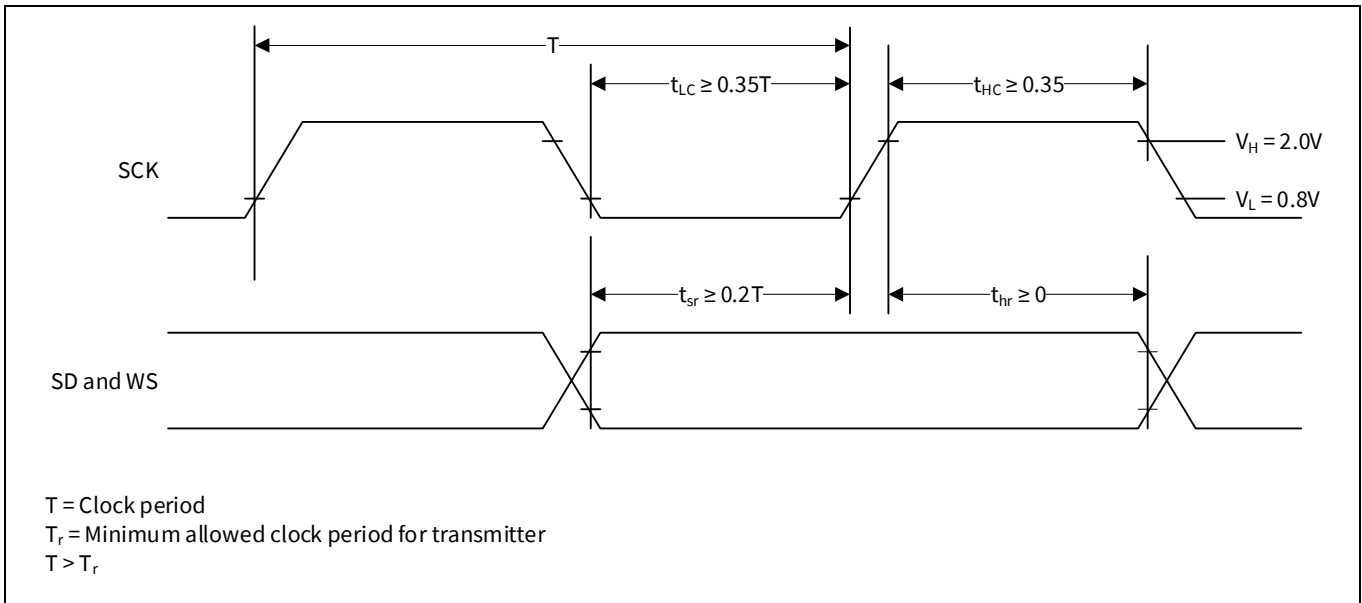 T
t_LC ≥ 0.35T
t_HC ≥ 0.35
V_H = 2.0V
SCK
V_L = 0.8V
t_sr ≥ 0.2T
t_hr ≥ 0
SD and WS
T = Clock period
T_r = Minimum allowed clock period for transmitter
T > T_r